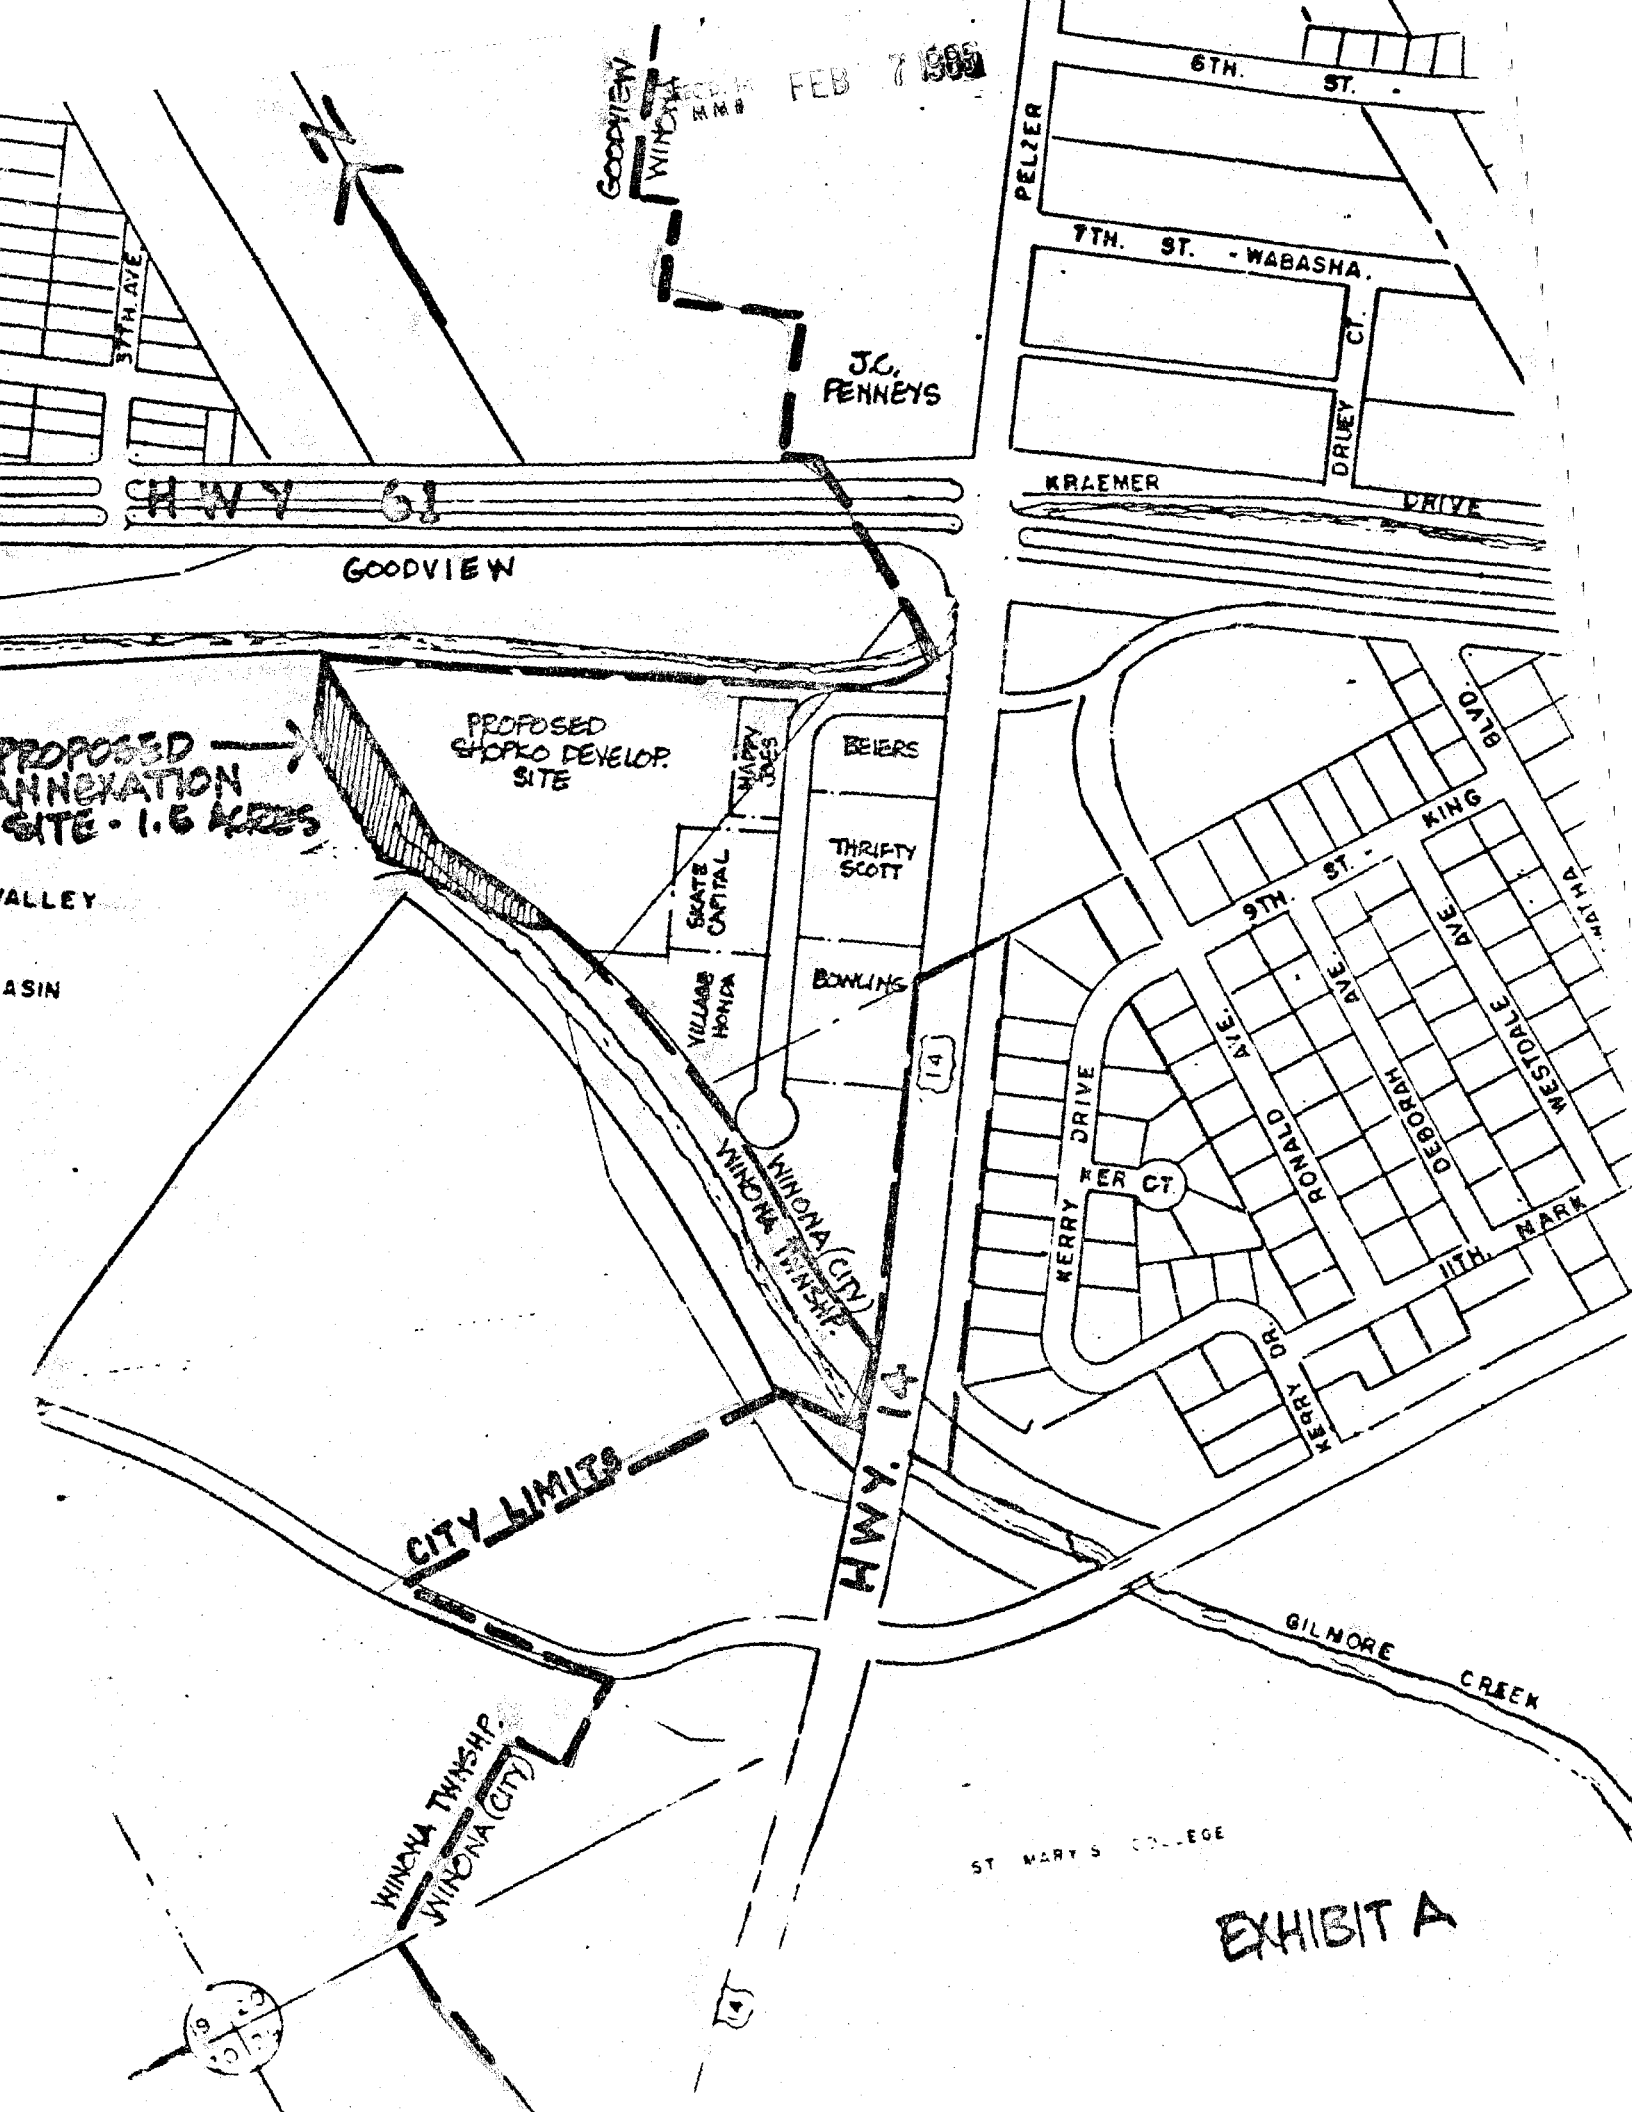 GOODVIEW
WINONA
FEB 7 1985
MMB
N
6TH. ST.
PELZER
7TH. ST. - WABASHA.
37TH. AVE.
J.C.
PENNEYS
DRUEY CT.
HWY 61
KRAEMER DRIVE
GOODVIEW
PROPOSED
ANNEXATION
SITE - 1.6 ACRES
PROPOSED
SHOPKO DEVELOP.
SITE
HAPPY
JOES
BEIERS
BLVD.
KING
THRIFTY
SCOTT
SKATE
CAPITAL
9TH. ST. -
VALLEY
ASIN
VILLAGE
HONDA
BOWLING
14
RONALD AVE.
DEBORAH AVE.
WESTDALE AVE
KERRY DRIVE
ER CT
WINONA (CITY)
WINONA TWNSHP.
MARK
11TH.
KERRY DR.
HWY. 14
CITY LIMITS
GILMORE CREEK
WINONA TWNSHP.
WINONA (CITY)
ST MARY'S COLLEGE
EXHIBIT A
14
19 20